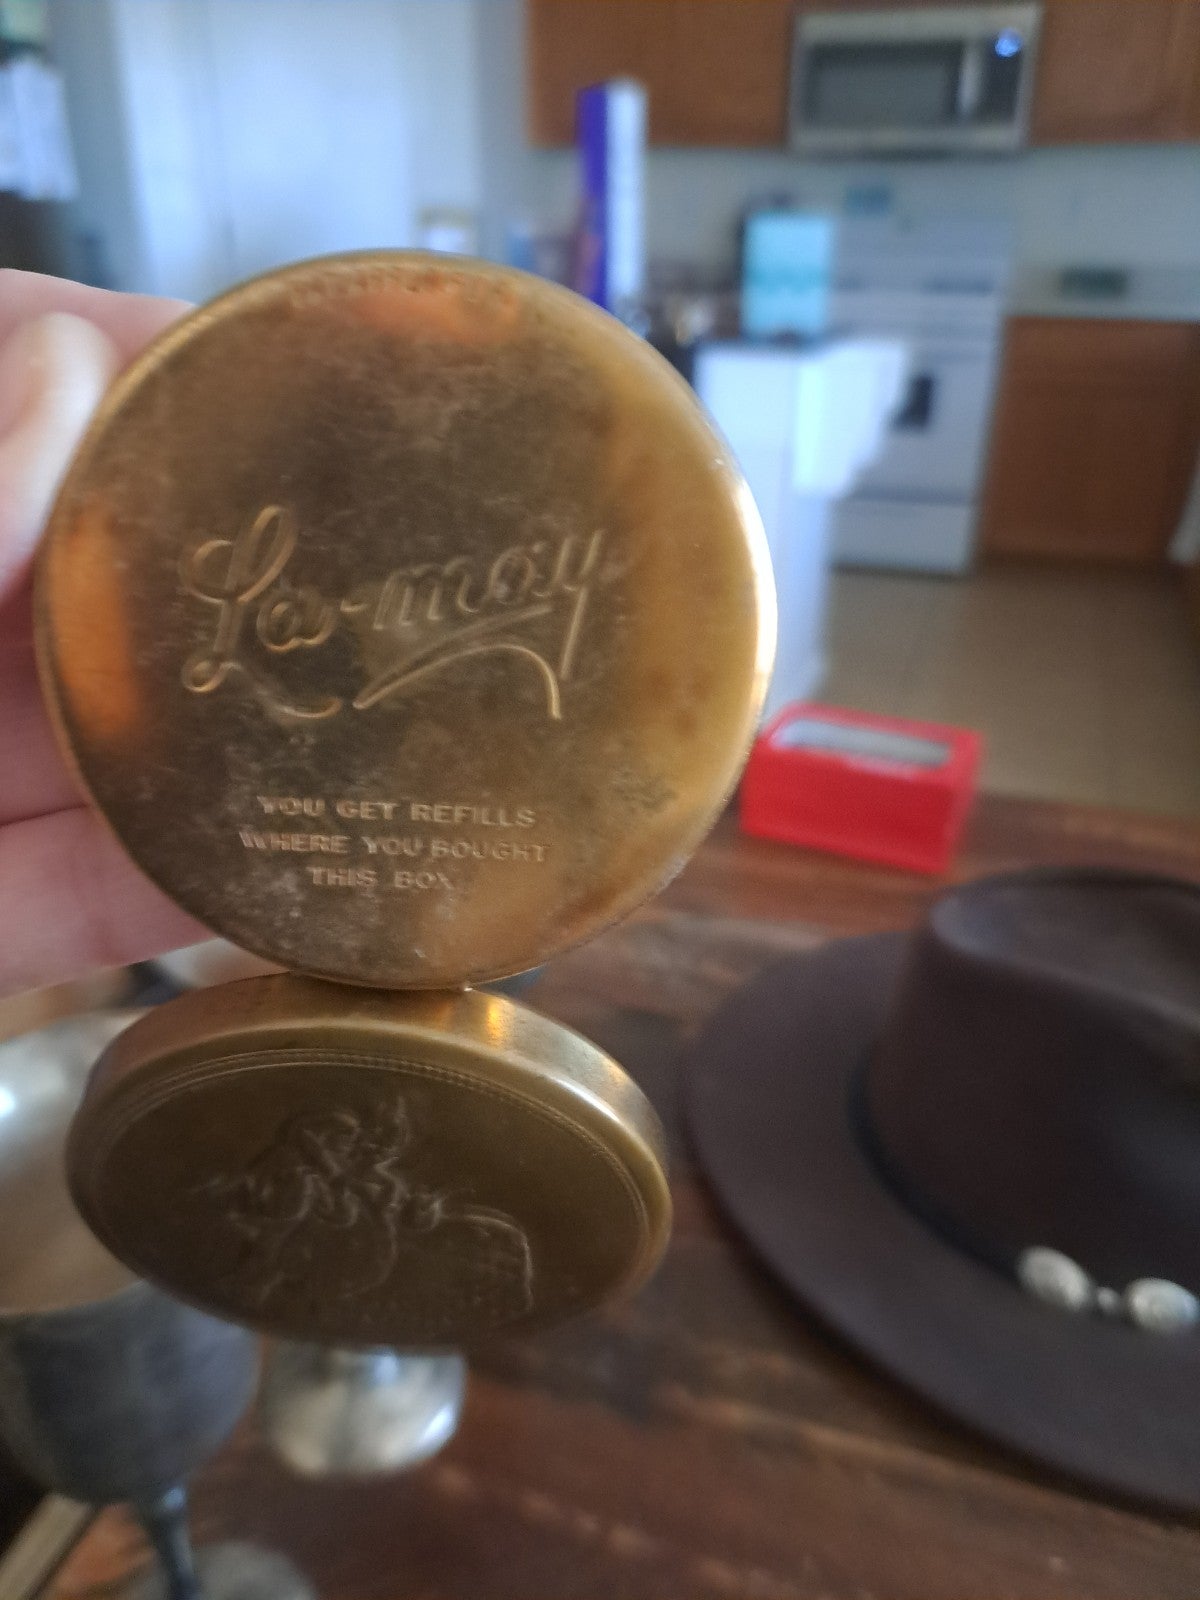 La-may
YOU GET REFILLS
WHERE YOU BOUGHT
THIS BOX